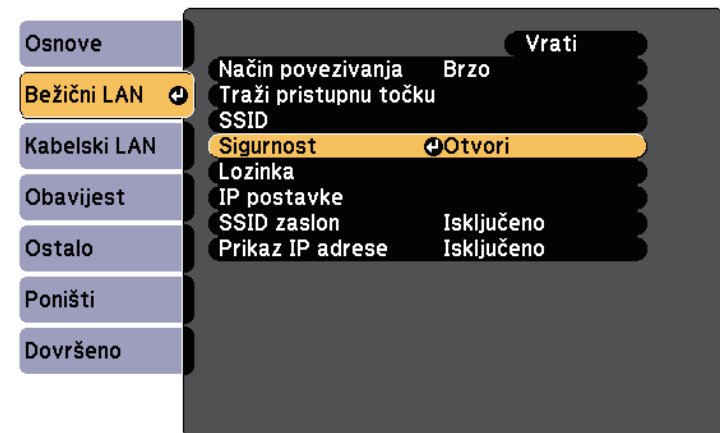 Osnove
Bežični LAN
Kabelski LAN
Obavijest
Ostalo
Poništi
Dovršeno
Vrati
Način povezivanja Brzo
Traži pristupnu točku
SSID
Sigurnost Otvori
Lozinka
IP postavke
SSID zaslon Isključeno
Prikaz IP adrese Isključeno